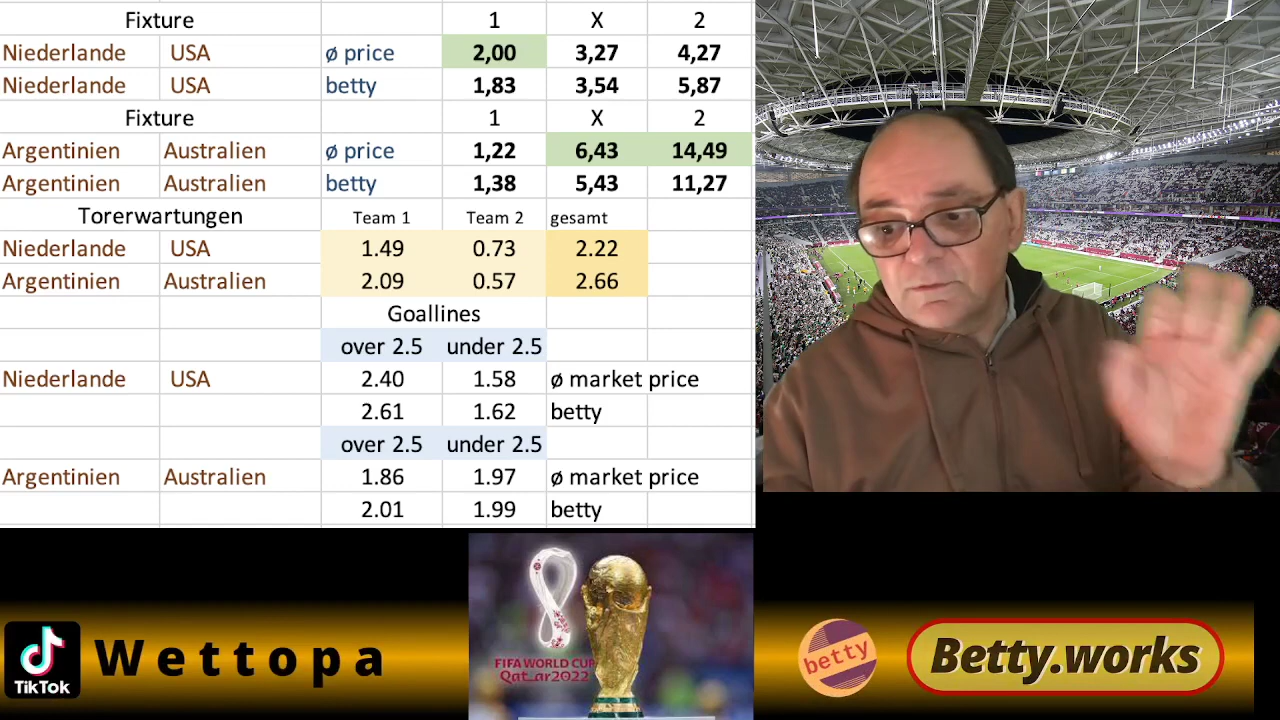 Fixture 1 X 2
Niederlande USA ø price 2,00 3,27 4,27
Niederlande USA betty 1,83 3,54 5,87
Fixture 1 X 2
Argentinien Australien ø price 1,22 6,43 14,49
Argentinien Australien betty 1,38 5,43 11,27
Torerwartungen Team 1 Team 2 gesamt
Niederlande USA 1.49 0.73 2.22
Argentinien Australien 2.09 0.57 2.66
Goallines
over 2.5 under 2.5
Niederlande USA 2.40 1.58 ø market price
2.61 1.62 betty
over 2.5 under 2.5
Argentinien Australien 1.86 1.97 ø market price
2.01 1.99 betty
FIFA WORLD CUP
Qatar2022
TikTok
Wettopa
betty
Betty.works